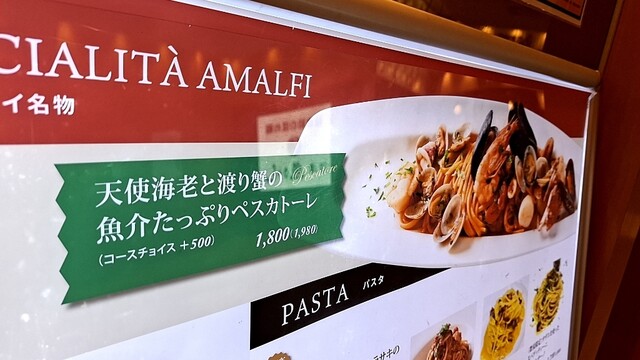 CIALITÀ AMALFI
イ名物
天使海老と渡り蟹の Pescatore
魚介たっぷりペスカトーレ
(コースチョイス +500) 1,800(1,980)
PASTA パスタ